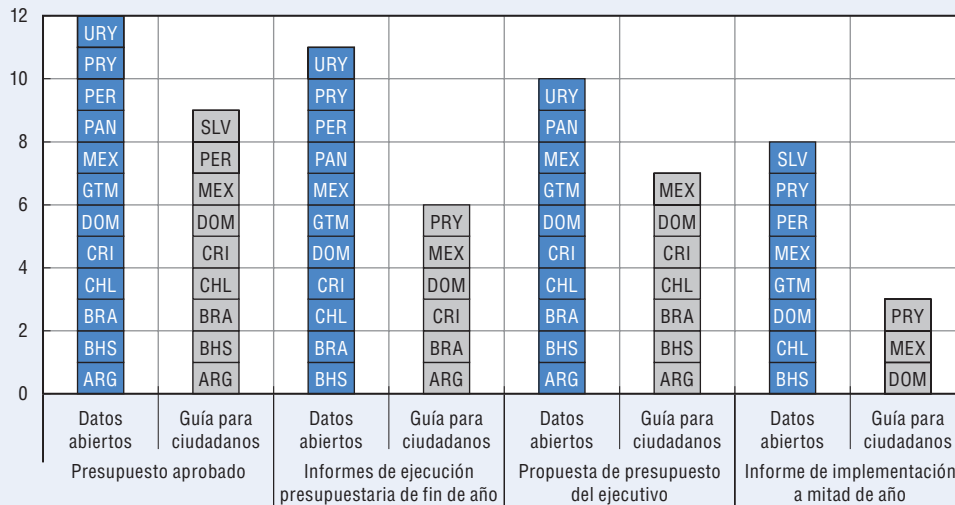 12
10
8
6
4
2
0
URY
PRY
PER
PAN
MEX
GTM
DOM
CRI
CHL
BRA
BHS
ARG
SLV
PER
MEX
DOM
CRI
CHL
BRA
BHS
ARG
URY
PRY
PER
PAN
MEX
GTM
DOM
CRI
CHL
BRA
BHS
PRY
MEX
DOM
CRI
BRA
ARG
URY
PAN
MEX
GTM
DOM
CRI
CHL
BRA
BHS
ARG
MEX
DOM
CRI
CHL
BRA
BHS
ARG
SLV
PRY
PER
MEX
GTM
DOM
CHL
BHS
PRY
MEX
DOM
Datos
abiertos
Guía para
ciudadanos
Datos
abiertos
Guía para
ciudadanos
Datos
abiertos
Guía para
ciudadanos
Datos
abiertos
Guía para
ciudadanos
Presupuesto aprobado
Informes de ejecución
presupuestaria de fin de año
Propuesta de presupuesto
del ejecutivo
Informe de implementación
a mitad de año